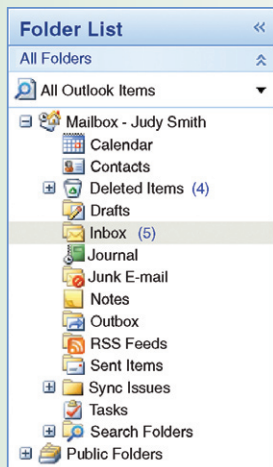 Folder List
All Folders
All Outlook Items
Mailbox - Judy Smith
Calendar
Contacts
Deleted Items (4)
Drafts
Inbox (5)
Journal
Junk E-mail
Notes
Outbox
RSS Feeds
Sent Items
Sync Issues
Tasks
Search Folders
Public Folders